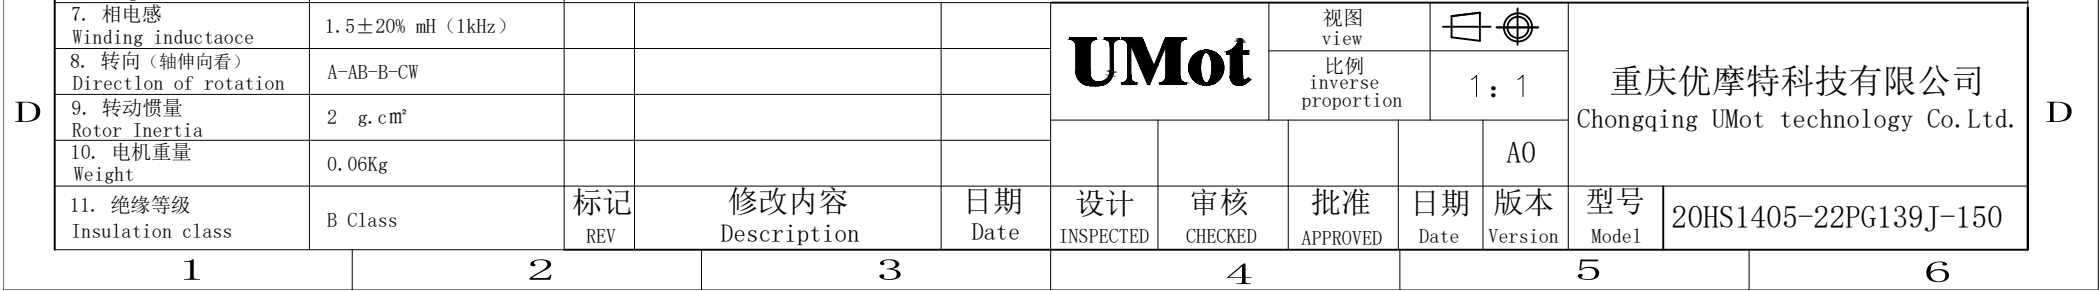 7. 相电感
Winding inductaoce
1.5±20% mH（1kHz）
8. 转向（轴伸向看）
Directlon of rotation
A-AB-B-CW
9. 转动惯量
Rotor Inertia
2 g.cm²
10. 电机重量
Weight
0.06Kg
11. 绝缘等级
Insulation class
B Class
标记
REV
修改内容
Description
日期
Date
UMot
视图
view
比例
inverse
proportion
1：1
A0
设计
INSPECTED
审核
CHECKED
批准
APPROVED
日期
Date
版本
Version
重庆优摩特科技有限公司
Chongqing UMot technology Co.Ltd.
型号
Model
20HS1405-22PG139J-150
D
D
1
2
3
4
5
6